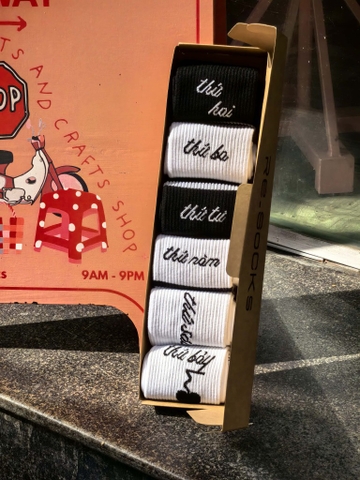 WAY
OP
TS AND CRAFTS SHOP
9AM - 9PM
thứ
hai
thứ ba
thứ tư
thứ năm
thứ sáu
thứ bảy
RE.SOCKS